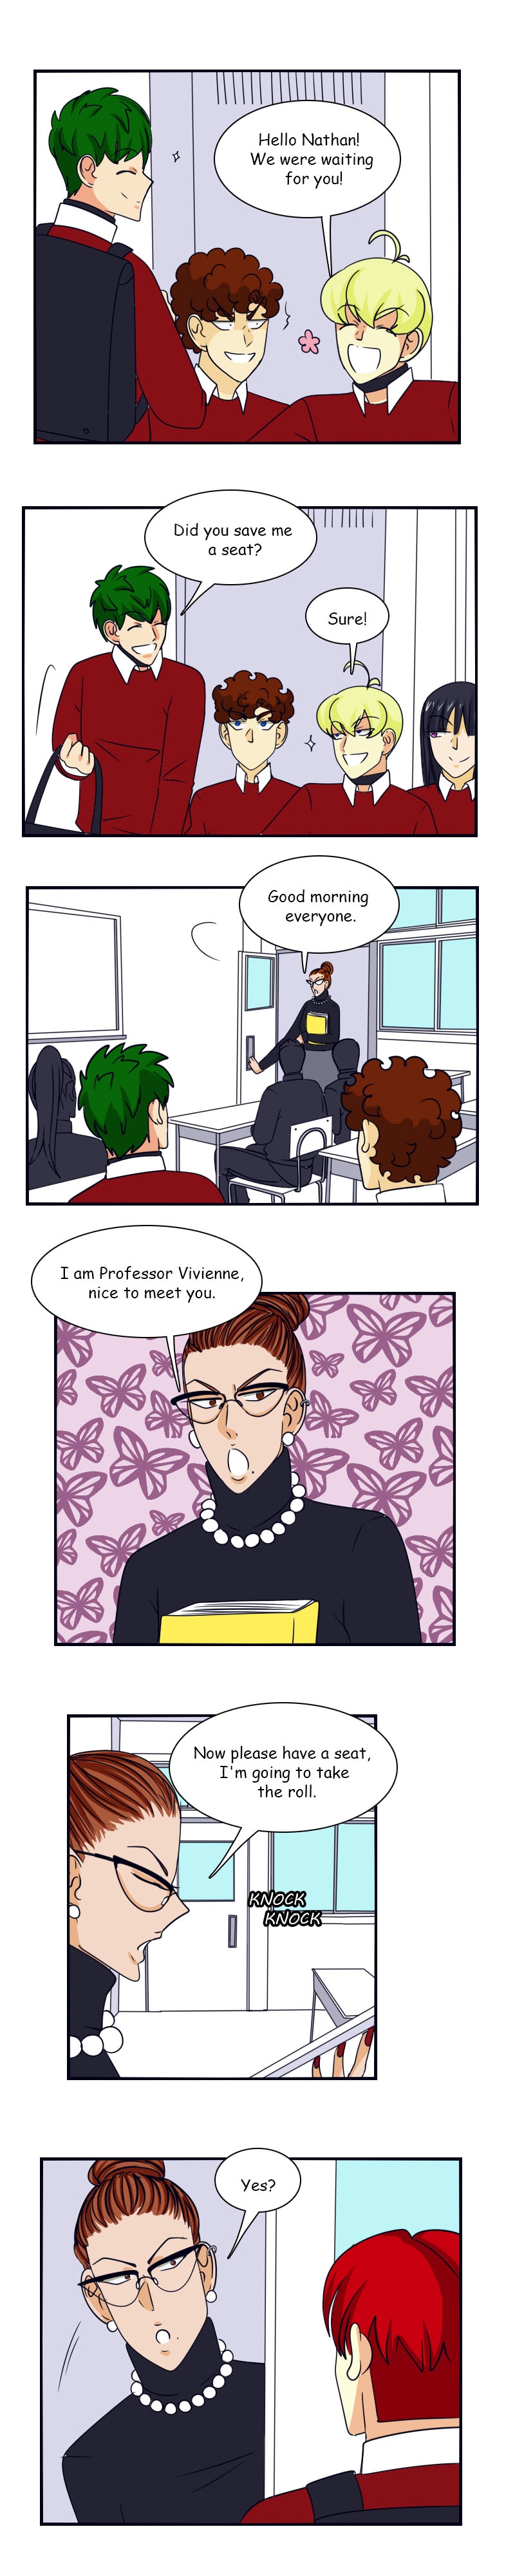 Hello Nathan!
We were waiting
for you!
Did you save me
a seat?
Sure!
Good morning
everyone.
I am Professor Vivienne,
nice to meet you.
Now please have a seat,
I'm going to take
the roll.
KNOCK
KNOCK
Yes?